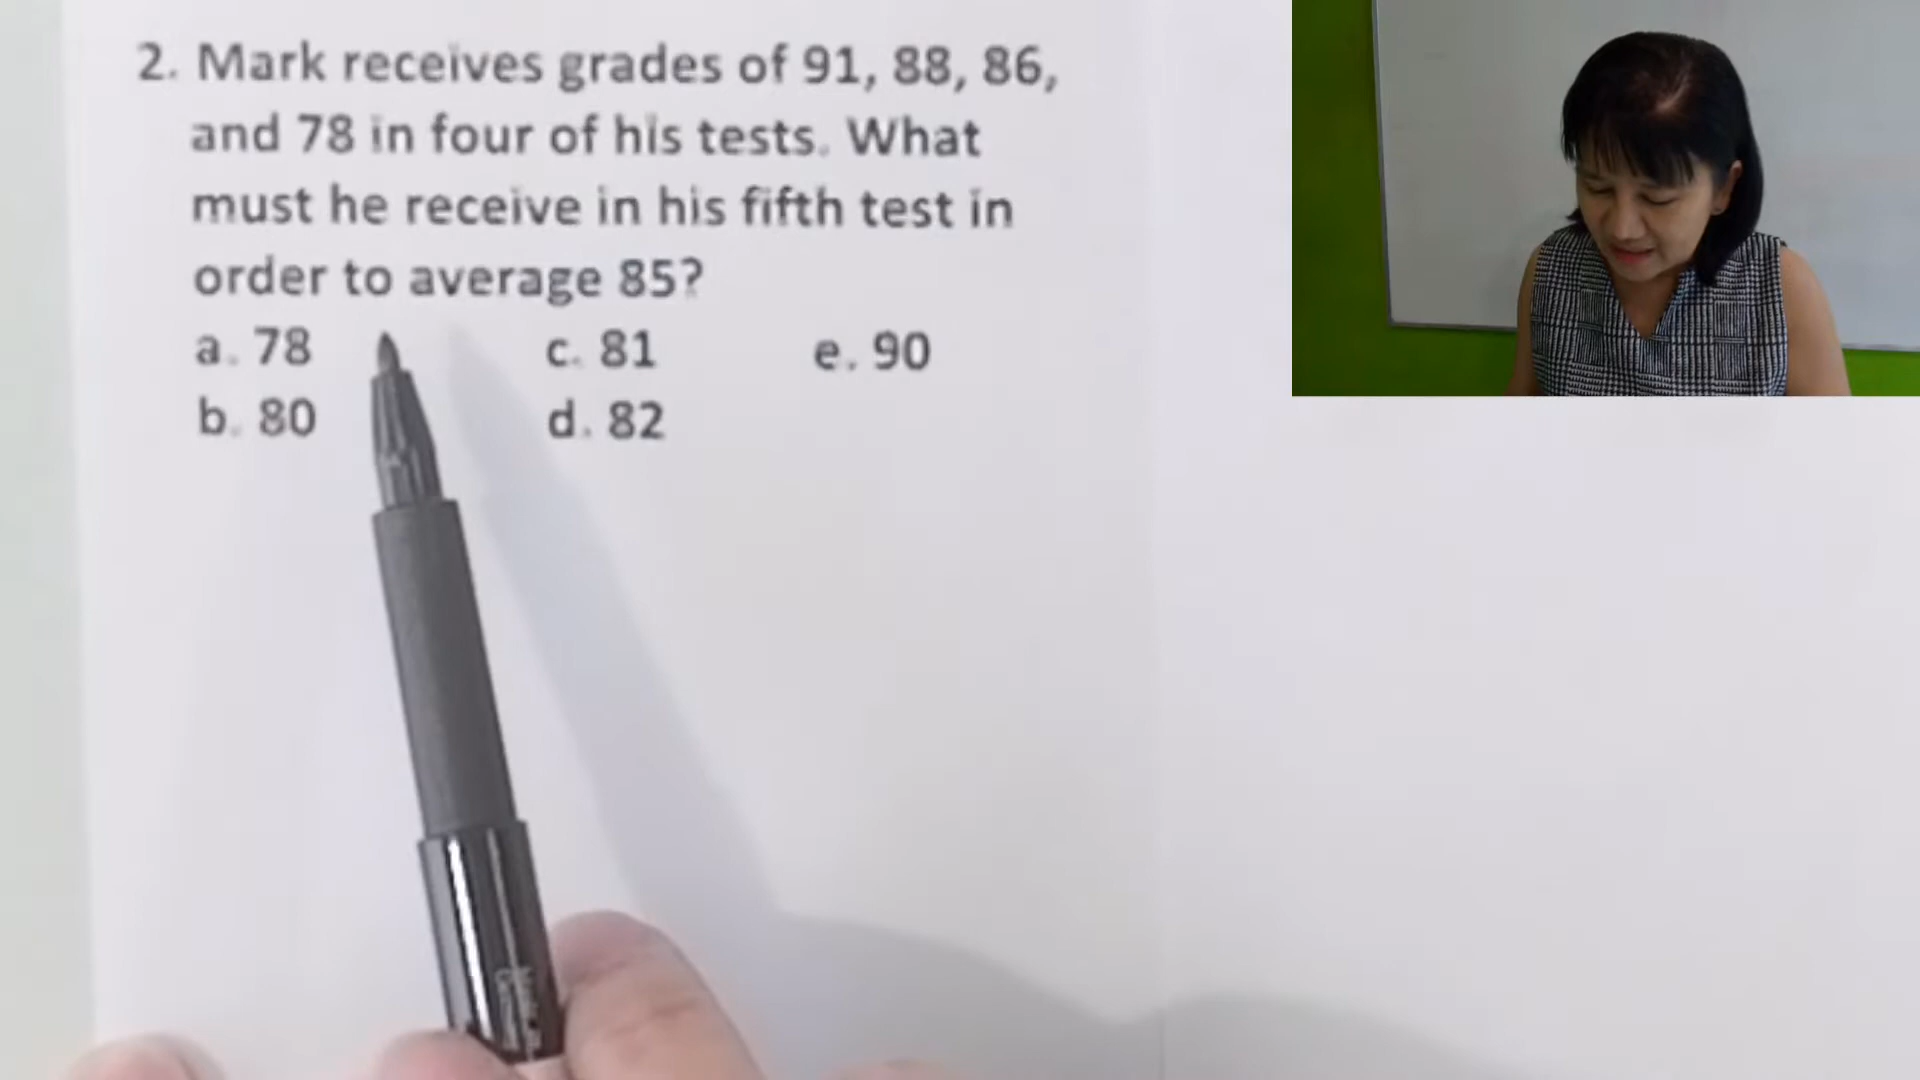 2. Mark receives grades of 91, 88, 86,
and 78 in four of his tests. What
must he receive in his fifth test in
order to average 85?
a. 78 c. 81 e. 90
b. 80 d. 82